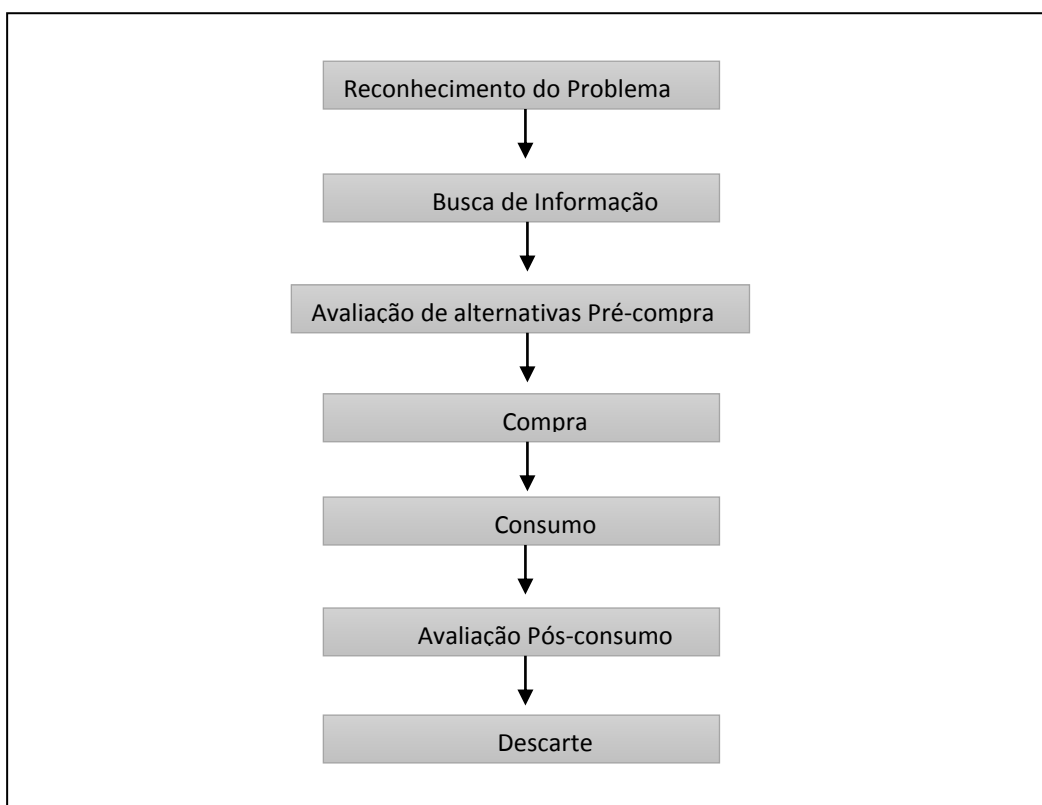 Reconhecimento do Problema
Busca de Informação
Avaliação de alternativas Pré-compra
Compra
Consumo
Avaliação Pós-consumo
Descarte